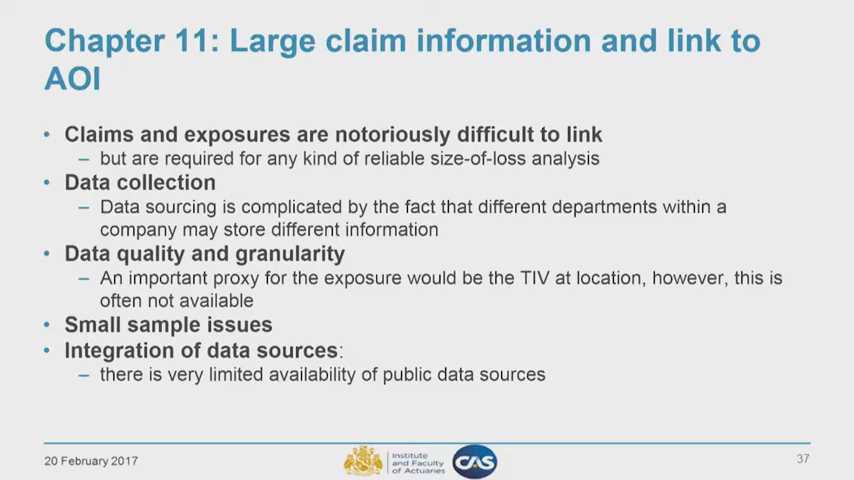 Chapter 11: Large claim information and link to
AOI
• Claims and exposures are notoriously difficult to link
– but are required for any kind of reliable size-of-loss analysis
• Data collection
– Data sourcing is complicated by the fact that different departments within a
company may store different information
• Data quality and granularity
– An important proxy for the exposure would be the TIV at location, however, this is
often not available
• Small sample issues
• Integration of data sources:
– there is very limited availability of public data sources
20 February 2017
Institute
and Faculty
of Actuaries
CAS
37